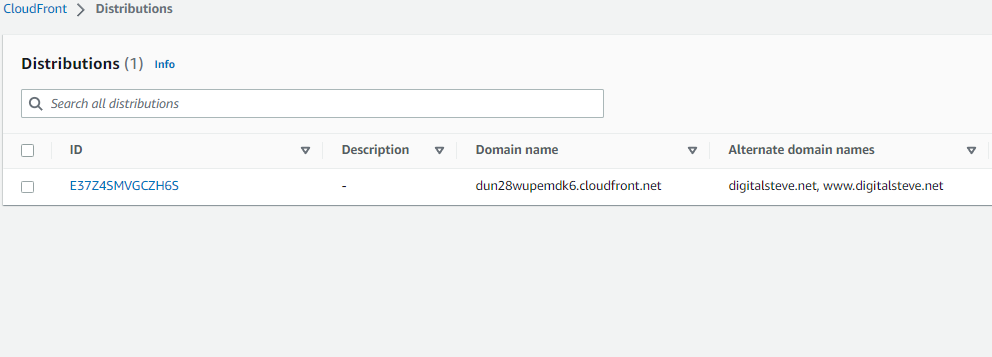 CloudFront > Distributions
Distributions (1) Info
Search all distributions
ID Description Domain name Alternate domain names
E37Z4SMVGCZH6S - dun28wupemdk6.cloudfront.net digitalsteve.net, www.digitalsteve.net